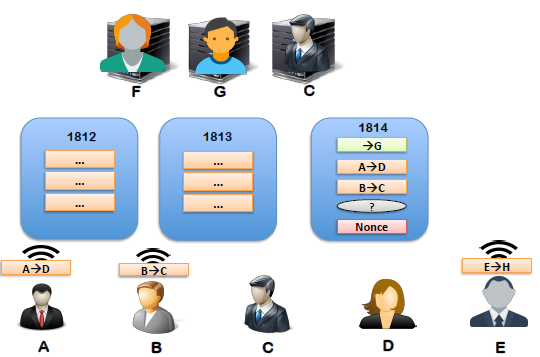 F G C
1812
...
...
...
1813
...
...
...
1814
→G
A→D
B→C
?
Nonce
A→D
B→C
E→H
A B C D E